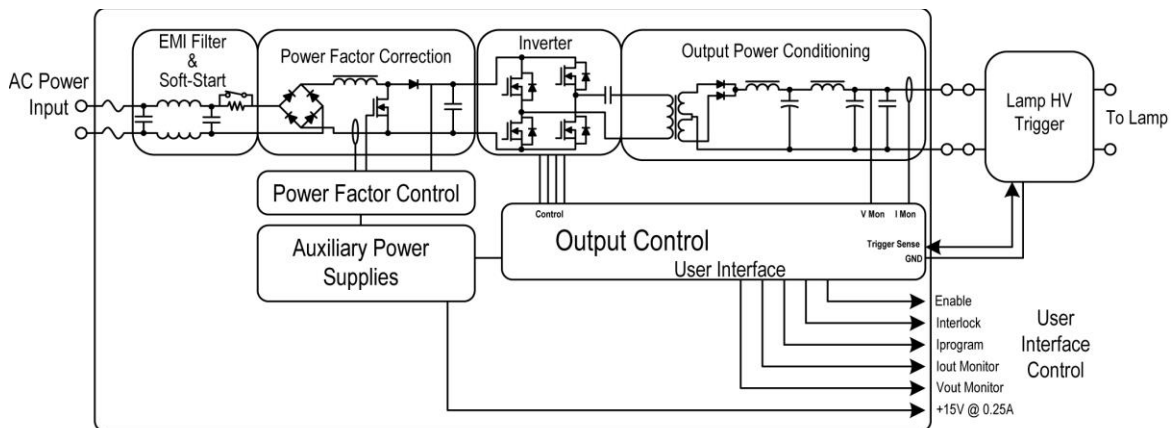 EMI Filter
&
Soft-Start
Power Factor Correction
Inverter
Output Power Conditioning
AC Power
Input
Lamp HV
Trigger
To Lamp
Power Factor Control
Control
V Mon
I Mon
Output Control
Trigger Sense
GND
User Interface
Auxiliary Power
Supplies
Enable
Interlock
Iprogram
Iout Monitor
Vout Monitor
+15V @ 0.25A
User
Interface
Control